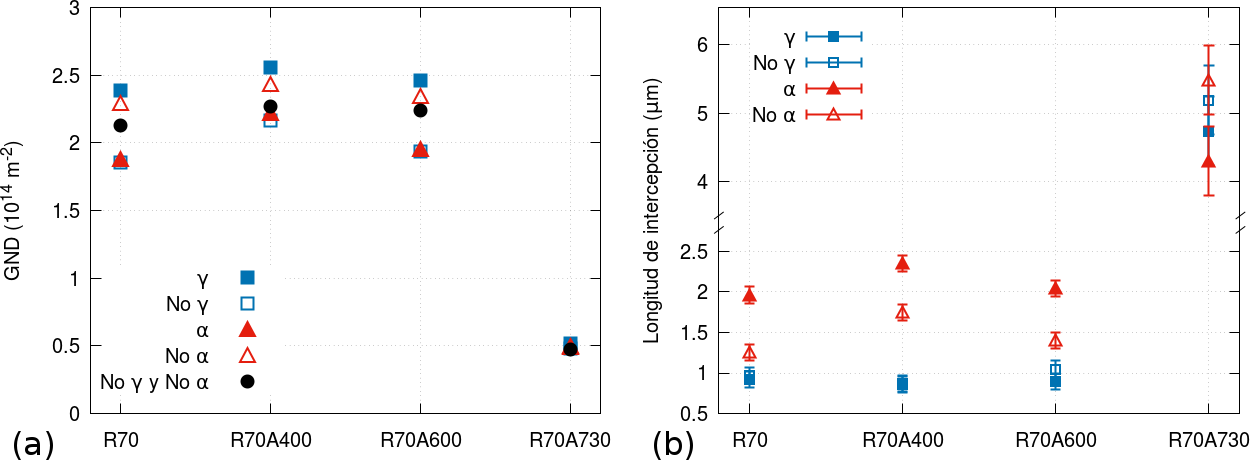 3
2.5
2
1.5
1
0.5
0
GND (10¹⁴ m⁻²)
γ
No γ
α
No α
No γ y No α
R70 R70A400 R70A600 R70A730
(a)
6
5
4
2.5
2
1.5
1
0.5
Longitud de intercepción (μm)
γ
No γ
α
No α
R70 R70A400 R70A600 R70A730
(b)